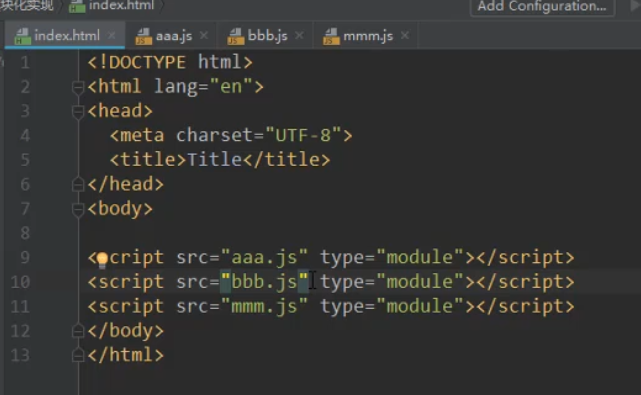 块化实现 index.html Add Configuration...
index.html aaa.js bbb.js mmm.js
1 <!DOCTYPE html>
2 <html lang="en">
3 <head>
4 <meta charset="UTF-8">
5 <title>Title</title>
6 </head>
7 <body>
8
9 <script src="aaa.js" type="module"></script>
10 <script src="bbb.js" type="module"></script>
11 <script src="mmm.js" type="module"></script>
12 </body>
13 </html>